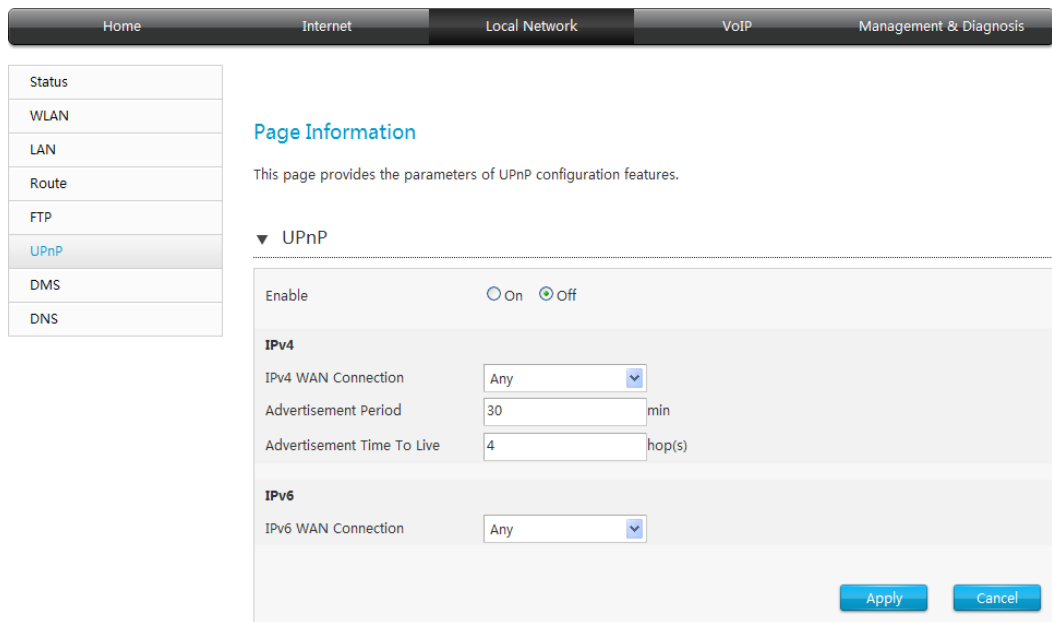 Home Internet Local Network VoIP Management & Diagnosis
Status
WLAN
LAN
Route
FTP
UPnP
DMS
DNS
Page Information
This page provides the parameters of UPnP configuration features.
▼ UPnP
Enable On Off
IPv4
IPv4 WAN Connection Any
Advertisement Period 30 min
Advertisement Time To Live 4 hop(s)
IPv6
IPv6 WAN Connection Any
Apply Cancel